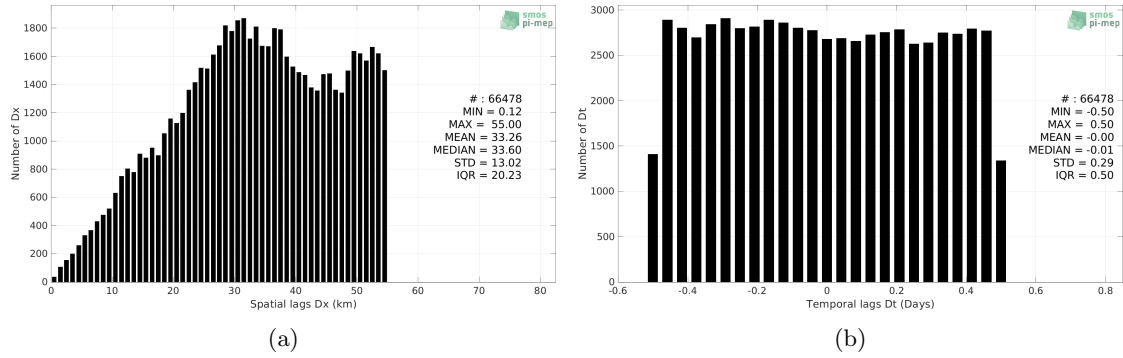 smos
pi-mep
1800
1600
1400
1200
1000
800
600
400
200
0
Number of Dx
# : 66478
MIN = 0.12
MAX = 55.00
MEAN = 33.26
MEDIAN = 33.60
STD = 13.02
IQR = 20.23
0 10 20 30 40 50 60 70 80
Spatial lags Dx (km)
(a)
smos
pi-mep
3000
2500
2000
1500
1000
500
0
Number of Dt
# : 66478
MIN = -0.50
MAX = 0.50
MEAN = -0.00
MEDIAN = -0.01
STD = 0.29
IQR = 0.50
-0.6 -0.4 -0.2 0 0.2 0.4 0.6 0.8
Temporal lags Dt (Days)
(b)